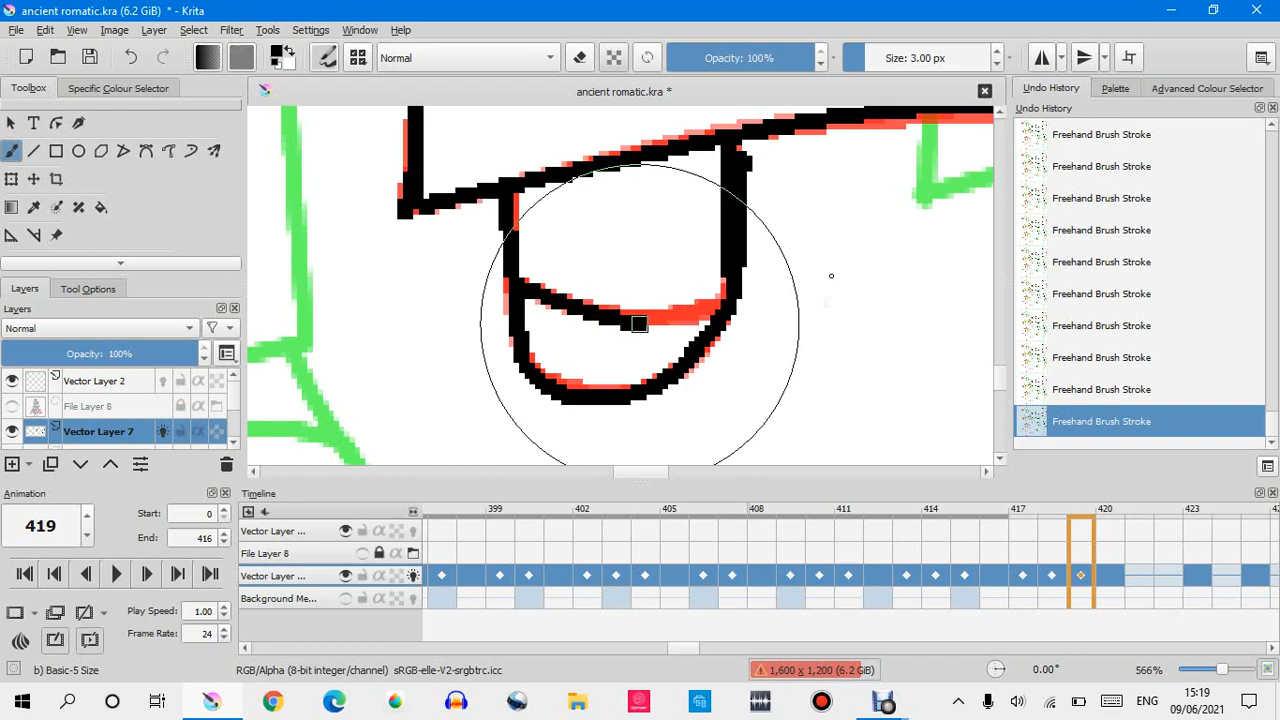 ancient romatic.kra (6.2 GiB) * - Krita
File Edit View Image Layer Select Filter Tools Settings Window Help
Normal Opacity: 100% Size: 3.00 px
Toolbox Specific Colour Selector
ancient romatic.kra *
Undo History Palette Advanced Colour Selector
Undo History
Freehand Brush Stroke
Freehand Brush Stroke
Freehand Brush Stroke
Freehand Brush Stroke
Freehand Brush Stroke
Freehand Brush Stroke
Freehand Brush Stroke
Freehand Brush Stroke
Freehand Brush Stroke
Freehand Brush Stroke
Layers Tool Options
Layers
Normal
Opacity: 100%
Vector Layer 2
File Layer 8
Vector Layer 7
Animation
419
Start: 0
End: 416
Play Speed: 1.00
Frame Rate: 24
Timeline
399 402 405 408 411 414 417 420 423
Vector Layer ...
File Layer 8
Vector Layer ...
Background Me...
b) Basic-5 Size
RGB/Alpha (8-bit integer/channel) sRGB-elle-V2-srgbtrc.icc
1,600 x 1,200 (6.2 GiB)
0.00°
566%
ENG
15:19
09/06/2021